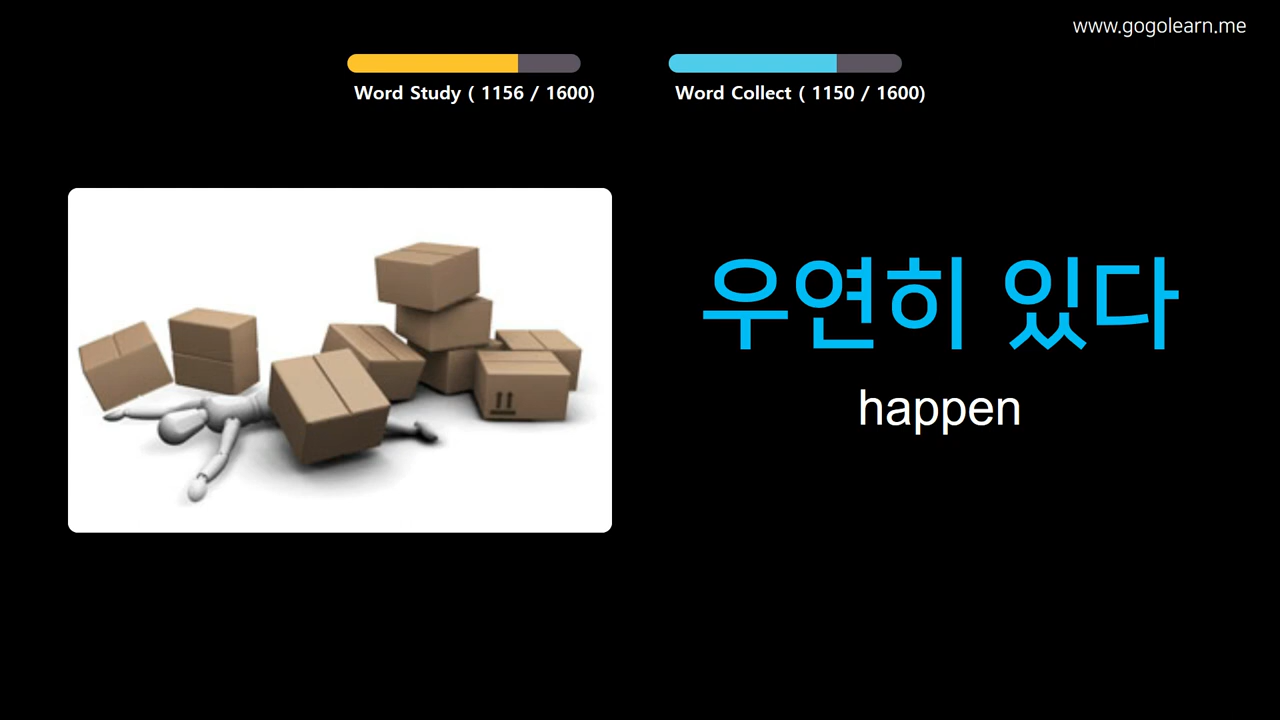 www.gogolearn.me
Word Study ( 1156 / 1600)
Word Collect ( 1150 / 1600)
우연히 있다
happen